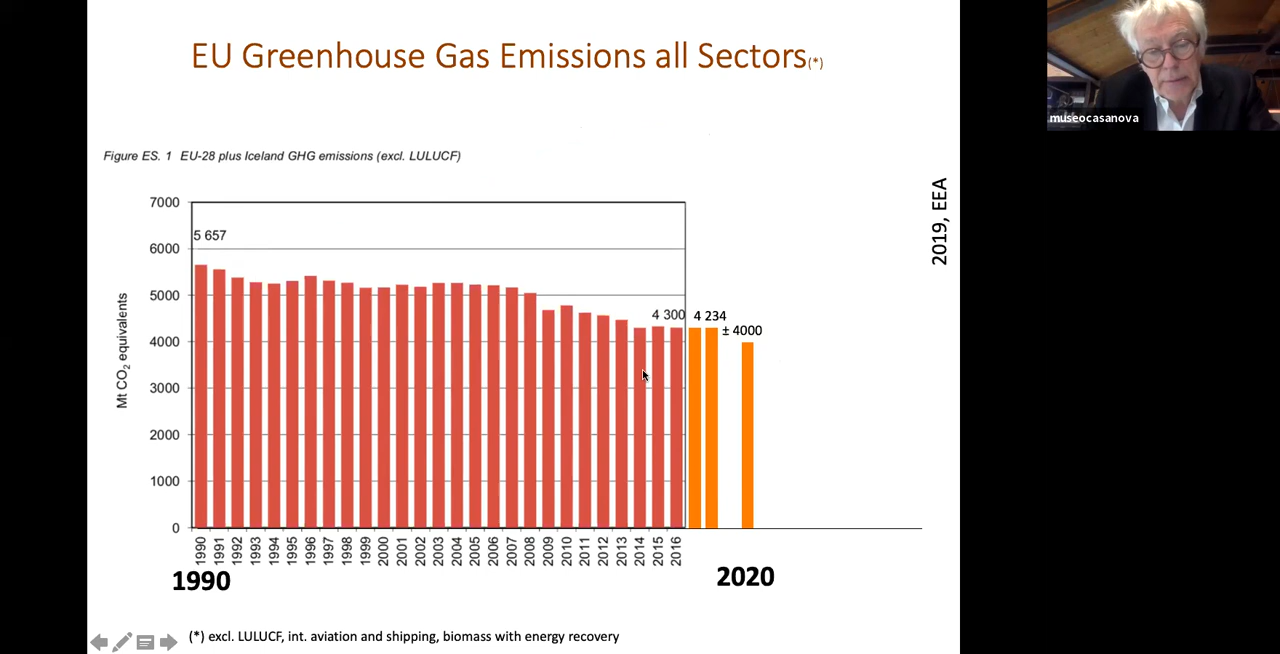 EU Greenhouse Gas Emissions all Sectors(*)
museocasanova
Figure ES. 1 EU-28 plus Iceland GHG emissions (excl. LULUCF)
2019, EEA
Mt CO2 equivalents
7000
6000
5000
4000
3000
2000
1000
0
5 657
4 300
4 234
± 4000
1990 1991 1992 1993 1994 1995 1996 1997 1998 1999 2000 2001 2002 2003 2004 2005 2006 2007 2008 2009 2010 2011 2012 2013 2014 2015 2016
1990
2020
(*) excl. LULUCF, int. aviation and shipping, biomass with energy recovery